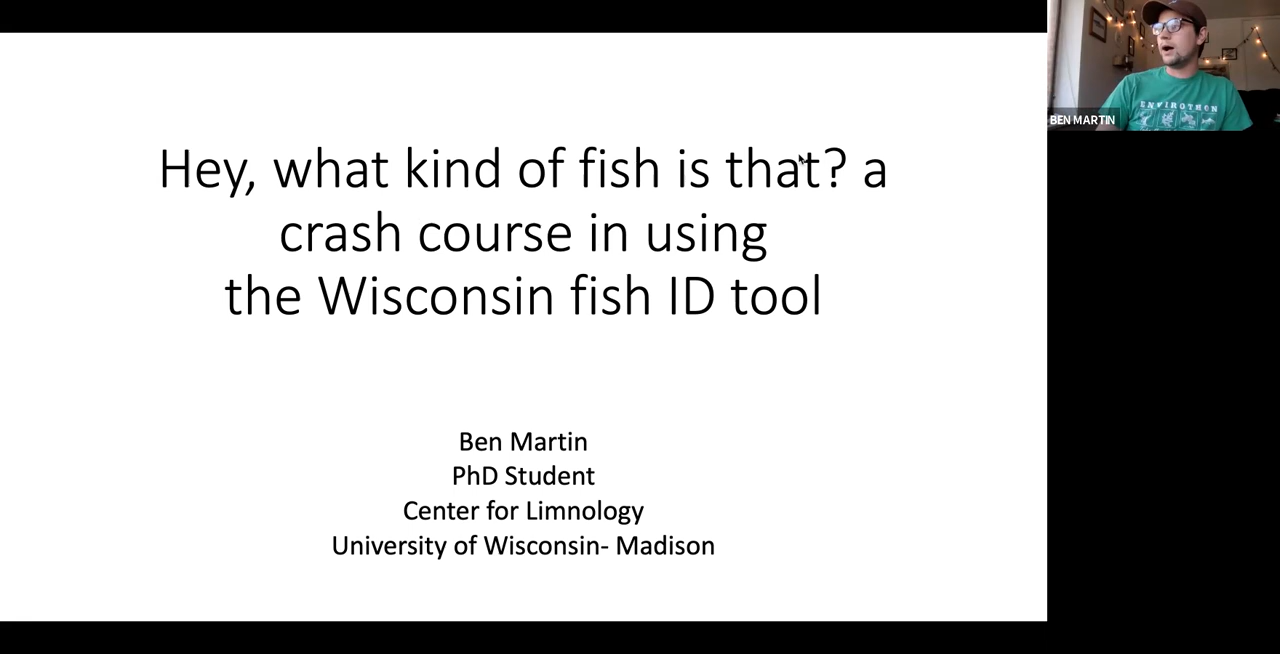 Hey, what kind of fish is that? a
crash course in using
the Wisconsin fish ID tool
Ben Martin
PhD Student
Center for Limnology
University of Wisconsin- Madison
BEN MARTIN
ENVIROTHON